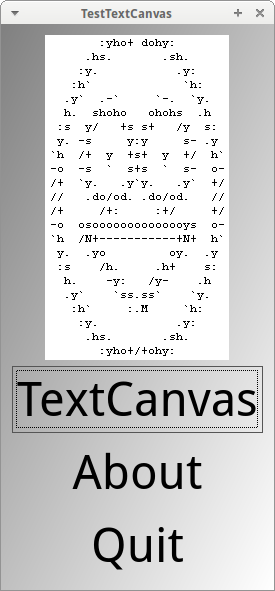 TestTextCanvas
:yho+ dohy:
.hs.       .sh.
:y.           .y:
:h`             `h:
.y`  .-`     `-.  `y.
h.  shoho   ohohs  .h
:s  y/   +s s+   /y  s:
y. -s     y:y     s- .y
`h  /+  y  +s+  y  +/  h`
-o  -s  `  s+s  `  s-  o-
/+  `y.   .y`y.   .y`  +/
//   .do/od. .do/od.   //
/+     /+:     :+/     +/
-o  osoooooooooooooys  o-
`h  /N+-----------+N+  h`
y.  .yo         oy.  .y
:s    /h.     .h+    s:
h.    -y:   /y-    .h
.y`    `ss.ss`    `y.
:h`     :.M     `h:
:y.           .y:
.hs.       .sh.
:yho+/+ohy:
TextCanvas
About
Quit